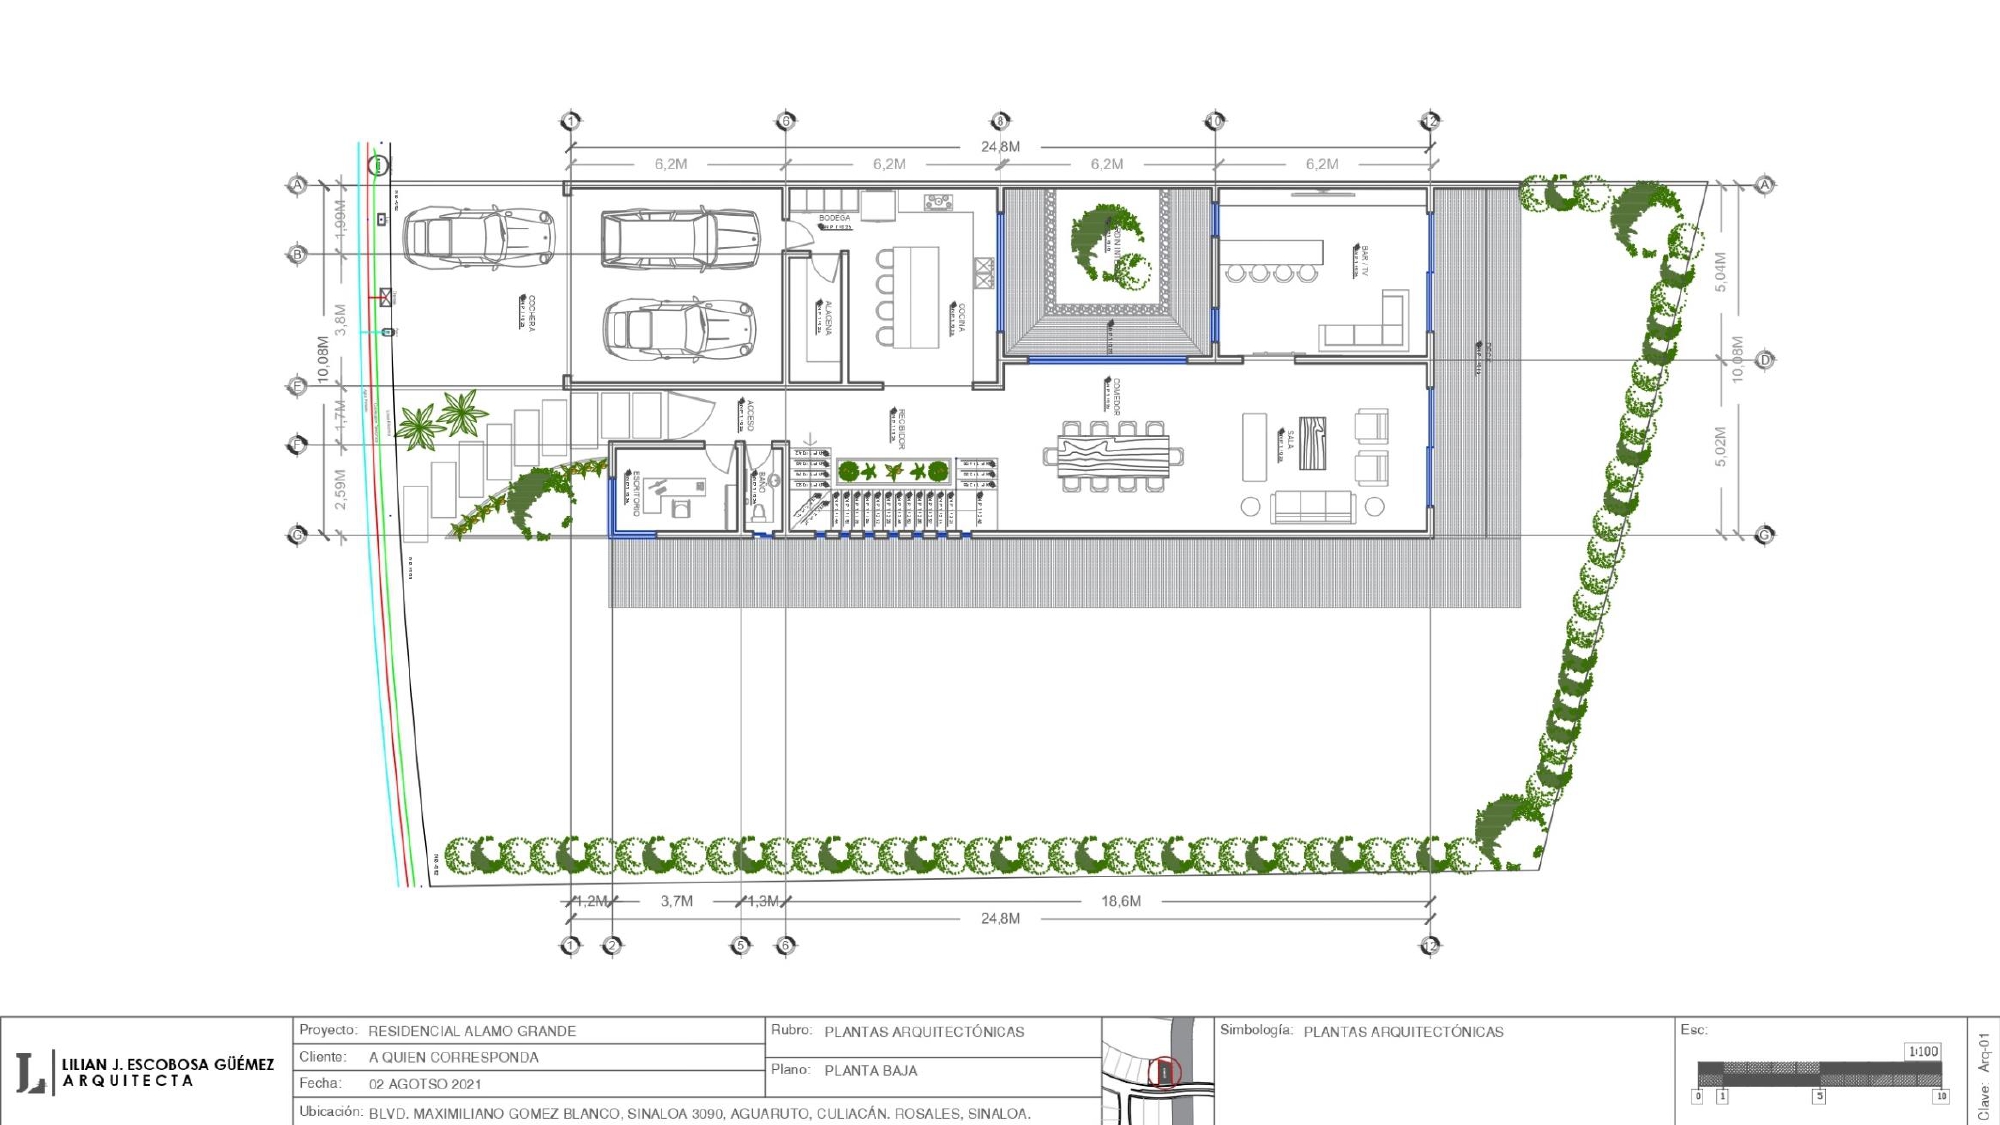 1
6
8
10
12
24,8M
6,2M
6,2M
6,2M
6,2M
A
A
1,99M
B
BODEGA
JARDIN INT
BAR / TV
5,04M
COCHERA
3,8M
ALACENA
COCINA
10,08M
10,08M
D
DECK
E
1,7M
ACCESO
RECIBIDOR
COMEDOR
SALA
5,02M
F
2,59M
ESCRITORIO
BAÑO
G
G
1,2M
3,7M
1,3M
18,6M
24,8M
1
2
5
6
12
LILIAN J. ESCOBOSA GÜÉMEZ
ARQUITECTA
Proyecto: RESIDENCIAL ALAMO GRANDE
Cliente: A QUIEN CORRESPONDA
Fecha: 02 AGOTSO 2021
Ubicación: BLVD. MAXIMILIANO GOMEZ BLANCO, SINALOA 3090, AGUARUTO, CULIACÁN. ROSALES, SINALOA.
Rubro: PLANTAS ARQUITECTÓNICAS
Plano: PLANTA BAJA
Simbología: PLANTAS ARQUITECTÓNICAS
Esc:
1:100
0 1 5 10
Clave: Arq-01